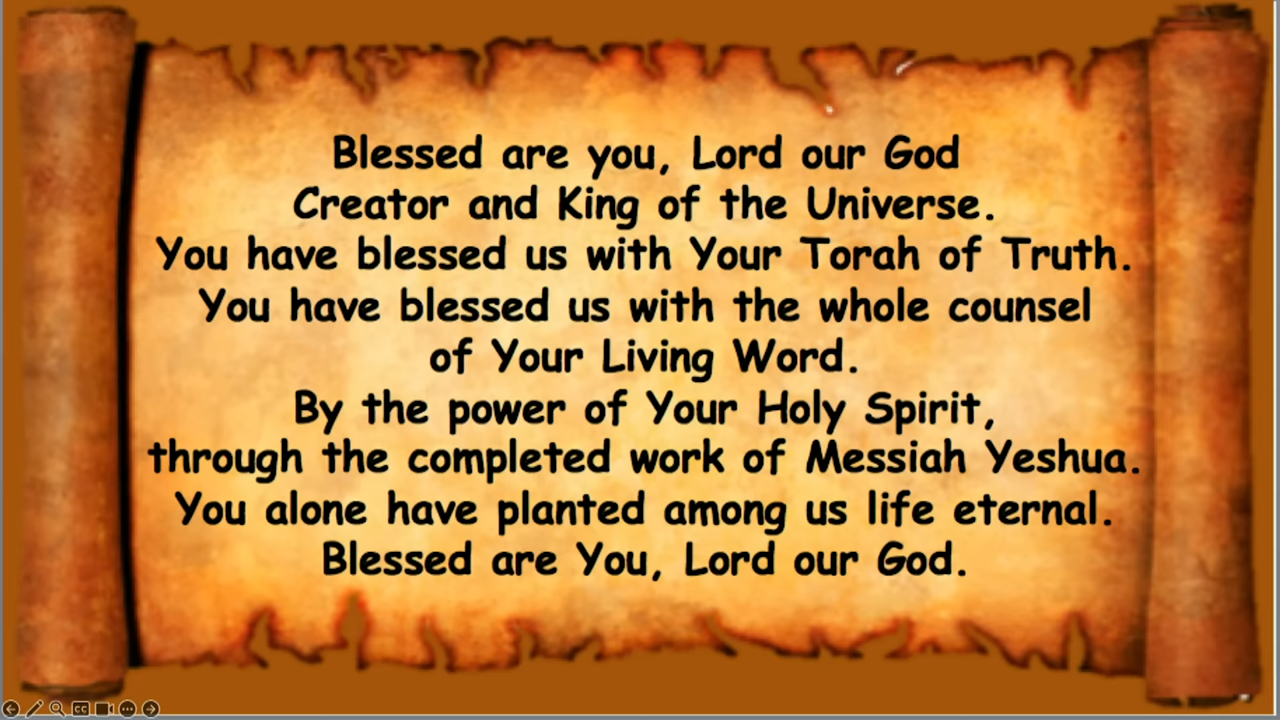 Blessed are you, Lord our God
Creator and King of the Universe.
You have blessed us with Your Torah of Truth.
You have blessed us with the whole counsel
of Your Living Word.
By the power of Your Holy Spirit,
through the completed work of Messiah Yeshua.
You alone have planted among us life eternal.
Blessed are You, Lord our God.
CC